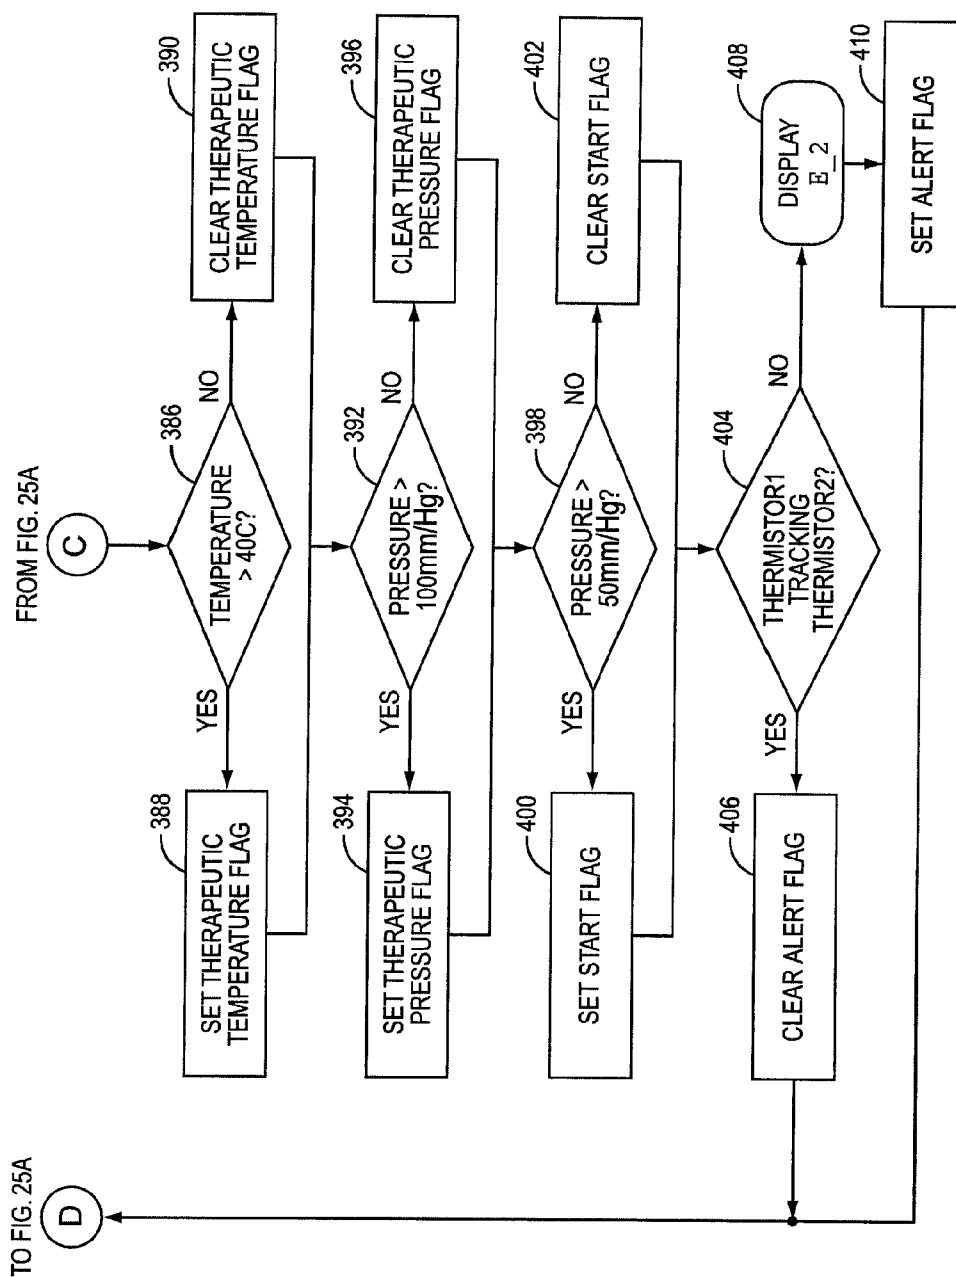 FROM FIG. 25A
C
TO FIG. 25A
D
386
TEMPERATURE
> 40C?
YES
NO
388
SET THERAPEUTIC
TEMPERATURE FLAG
390
CLEAR THERAPEUTIC
TEMPERATURE FLAG
392
PRESSURE >
100mm/Hg?
YES
NO
394
SET THERAPEUTIC
PRESSURE FLAG
396
CLEAR THERAPEUTIC
PRESSURE FLAG
398
PRESSURE >
50mm/Hg?
YES
NO
400
SET START FLAG
402
CLEAR START FLAG
404
THERMISTOR1
TRACKING
THERMISTOR2?
YES
NO
406
CLEAR ALERT FLAG
408
DISPLAY
E_2
410
SET ALERT FLAG